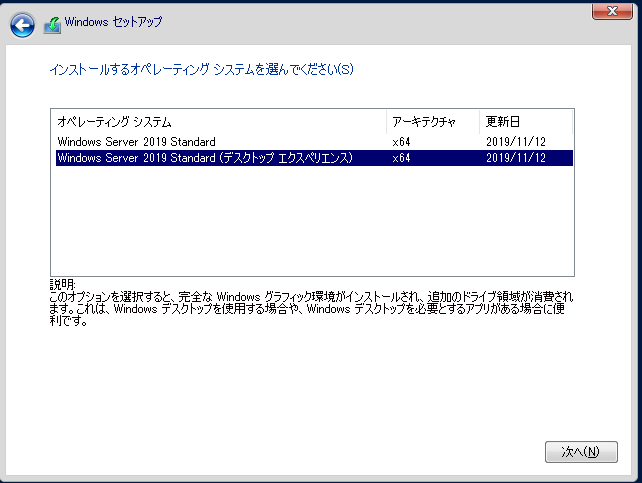 Windows セットアップ
インストールするオペレーティング システムを選んでください(S)
オペレーティング システム アーキテクチャ 更新日
Windows Server 2019 Standard x64 2019/11/12
Windows Server 2019 Standard (デスクトップ エクスペリエンス) x64 2019/11/12
説明:
このオプションを選択すると、完全な Windows グラフィック環境がインストールされ、追加のドライブ領域が消費され
ます。これは、Windows デスクトップを使用する場合や、Windows デスクトップを必要とするアプリがある場合に便
利です。
次へ(N)